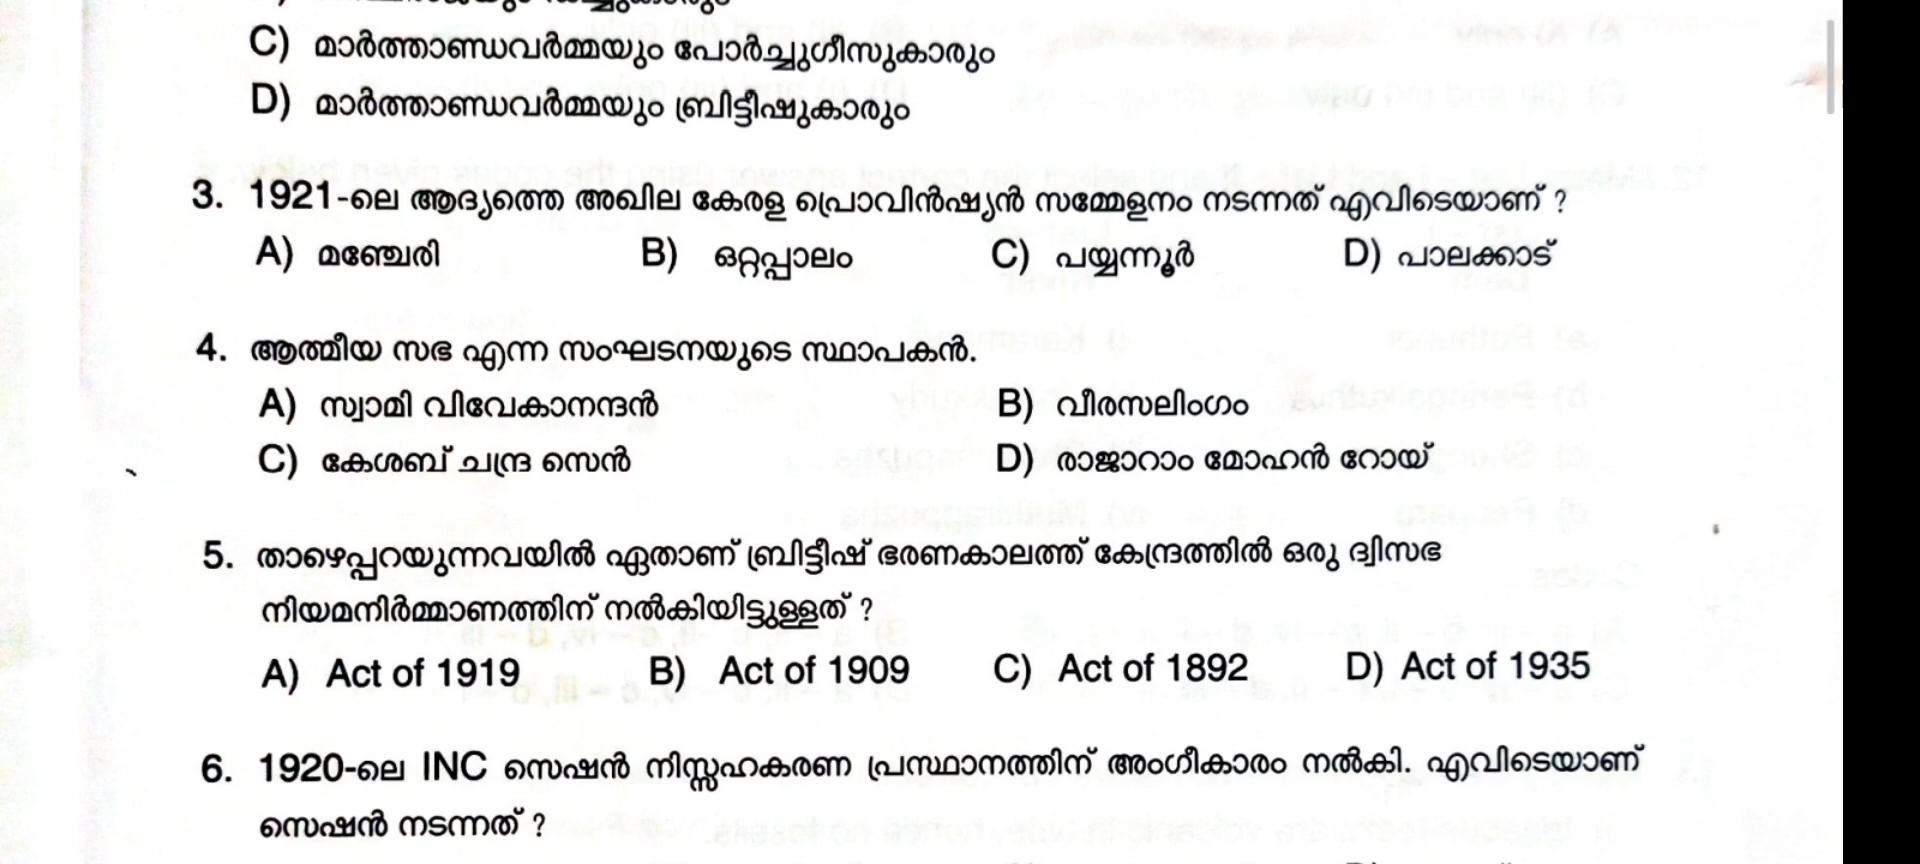 C) മാർത്താണ്ഡവർമ്മയും പോർച്ചുഗീസുകാരും
D) മാർത്താണ്ഡവർമ്മയും ബ്രിട്ടീഷുകാരും
3. 1921-ലെ ആദ്യത്തെ അഖില കേരള പ്രൊവിൻഷ്യൻ സമ്മേളനം നടന്നത് എവിടെയാണ് ?
A) മഞ്ചേരി B) ഒറ്റപ്പാലം C) പയ്യന്നൂർ D) പാലക്കാട്
4. ആത്മീയ സഭ എന്ന സംഘടനയുടെ സ്ഥാപകൻ.
A) സ്വാമി വിവേകാനന്ദൻ B) വീരസലിംഗം
C) കേശബ് ചന്ദ്ര സെൻ D) രാജാറാം മോഹൻ റോയ്
5. താഴെപ്പറയുന്നവയിൽ ഏതാണ് ബ്രിട്ടീഷ് ഭരണകാലത്ത് കേന്ദ്രത്തിൽ ഒരു ദ്വിസഭ
നിയമനിർമ്മാണത്തിന് നൽകിയിട്ടുള്ളത് ?
A) Act of 1919 B) Act of 1909 C) Act of 1892 D) Act of 1935
6. 1920-ലെ INC സെഷൻ നിസ്സഹകരണ പ്രസ്ഥാനത്തിന് അംഗീകാരം നൽകി. എവിടെയാണ്
സെഷൻ നടന്നത് ?